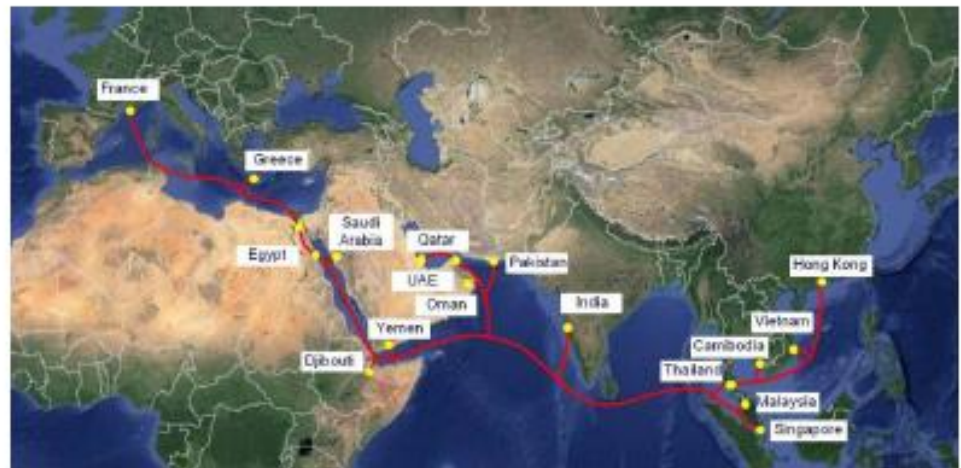 France
Greece
Egypt
Saudi
Arabia
Qatar
UAE
Oman
Pakistan
Yemen
Djibouti
India
Hong Kong
Vietnam
Cambodia
Thailand
Malaysia
Singapore